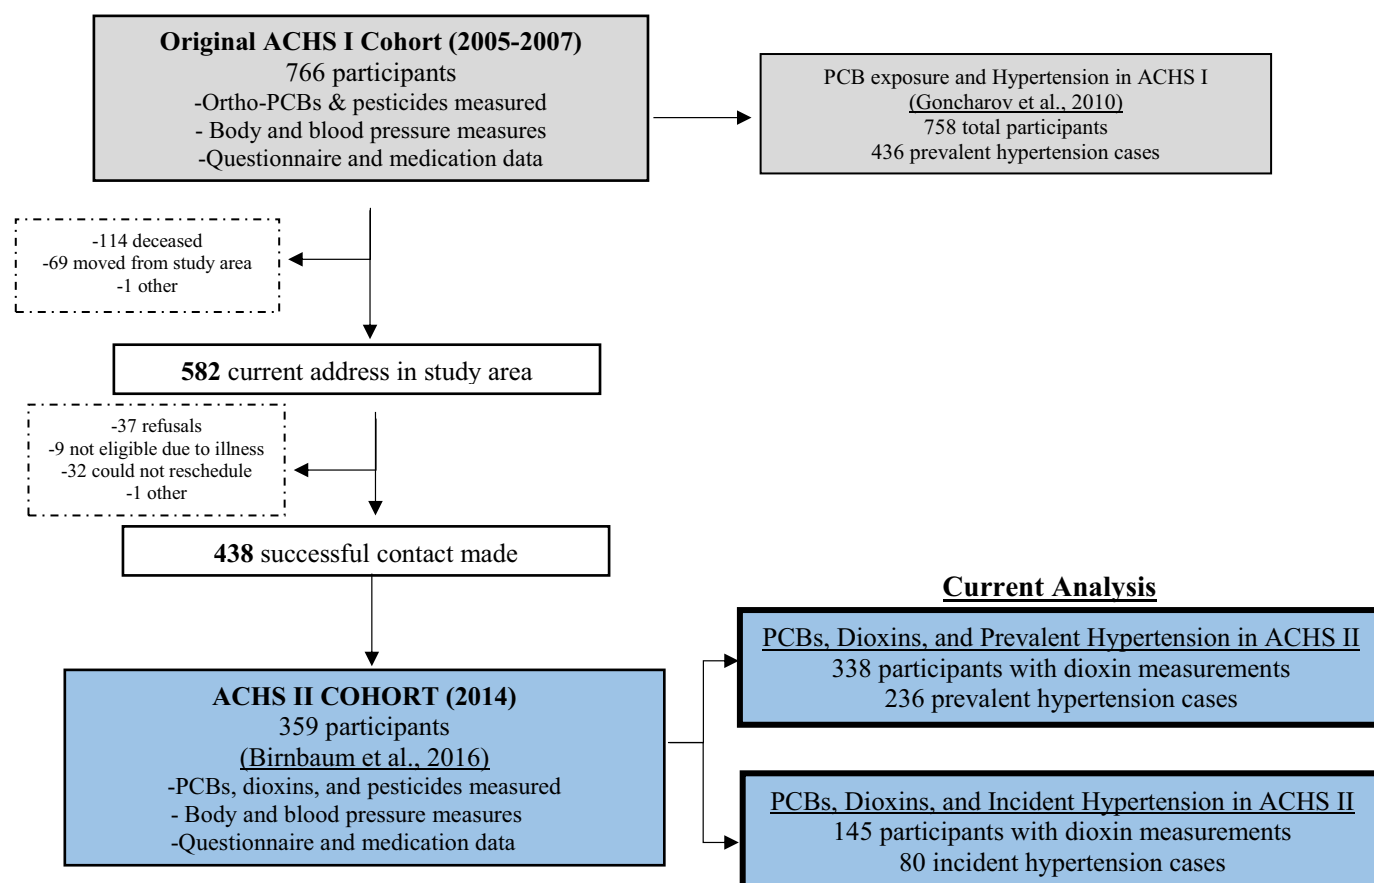 Original ACHS I Cohort (2005-2007)
766 participants
-Ortho-PCBs & pesticides measured
- Body and blood pressure measures
-Questionnaire and medication data
PCB exposure and Hypertension in ACHS I
(Goncharov et al., 2010)
758 total participants
436 prevalent hypertension cases
-114 deceased
-69 moved from study area
-1 other
582 current address in study area
-37 refusals
-9 not eligible due to illness
-32 could not reschedule
-1 other
438 successful contact made
ACHS II COHORT (2014)
359 participants
(Birnbaum et al., 2016)
-PCBs, dioxins, and pesticides measured
- Body and blood pressure measures
-Questionnaire and medication data
Current Analysis
PCBs, Dioxins, and Prevalent Hypertension in ACHS II
338 participants with dioxin measurements
236 prevalent hypertension cases
PCBs, Dioxins, and Incident Hypertension in ACHS II
145 participants with dioxin measurements
80 incident hypertension cases